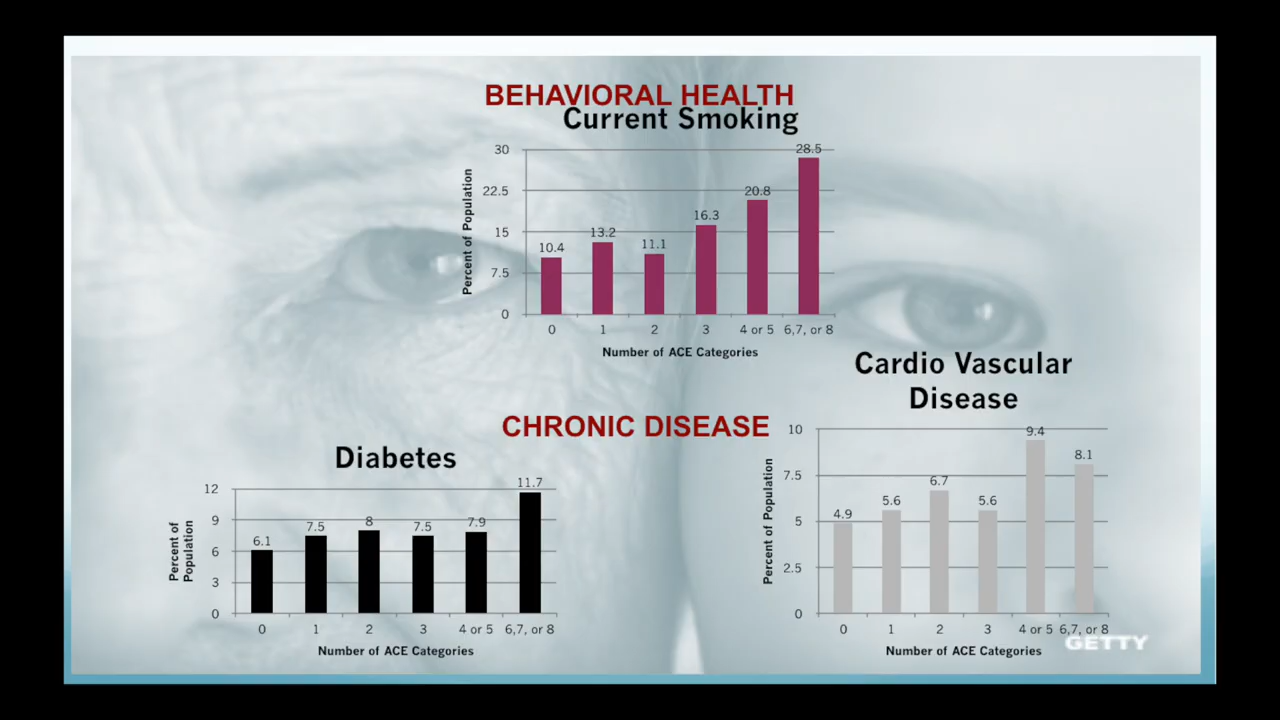 BEHAVIORAL HEALTH
Current Smoking
Percent of Population
30
22.5
15
7.5
0
10.4
13.2
11.1
16.3
20.8
28.5
0 1 2 3 4 or 5 6,7, or 8
Number of ACE Categories
CHRONIC DISEASE
Diabetes
Percent of
Population
12
9
6
3
0
6.1
7.5
8
7.5
7.9
11.7
0 1 2 3 4 or 5 6,7, or 8
Number of ACE Categories
Cardio Vascular
Disease
Percent of Population
10
7.5
5
2.5
0
4.9
5.6
6.7
5.6
9.4
8.1
0 1 2 3 4 or 5 6,7, or 8
Number of ACE Categories
GETTY